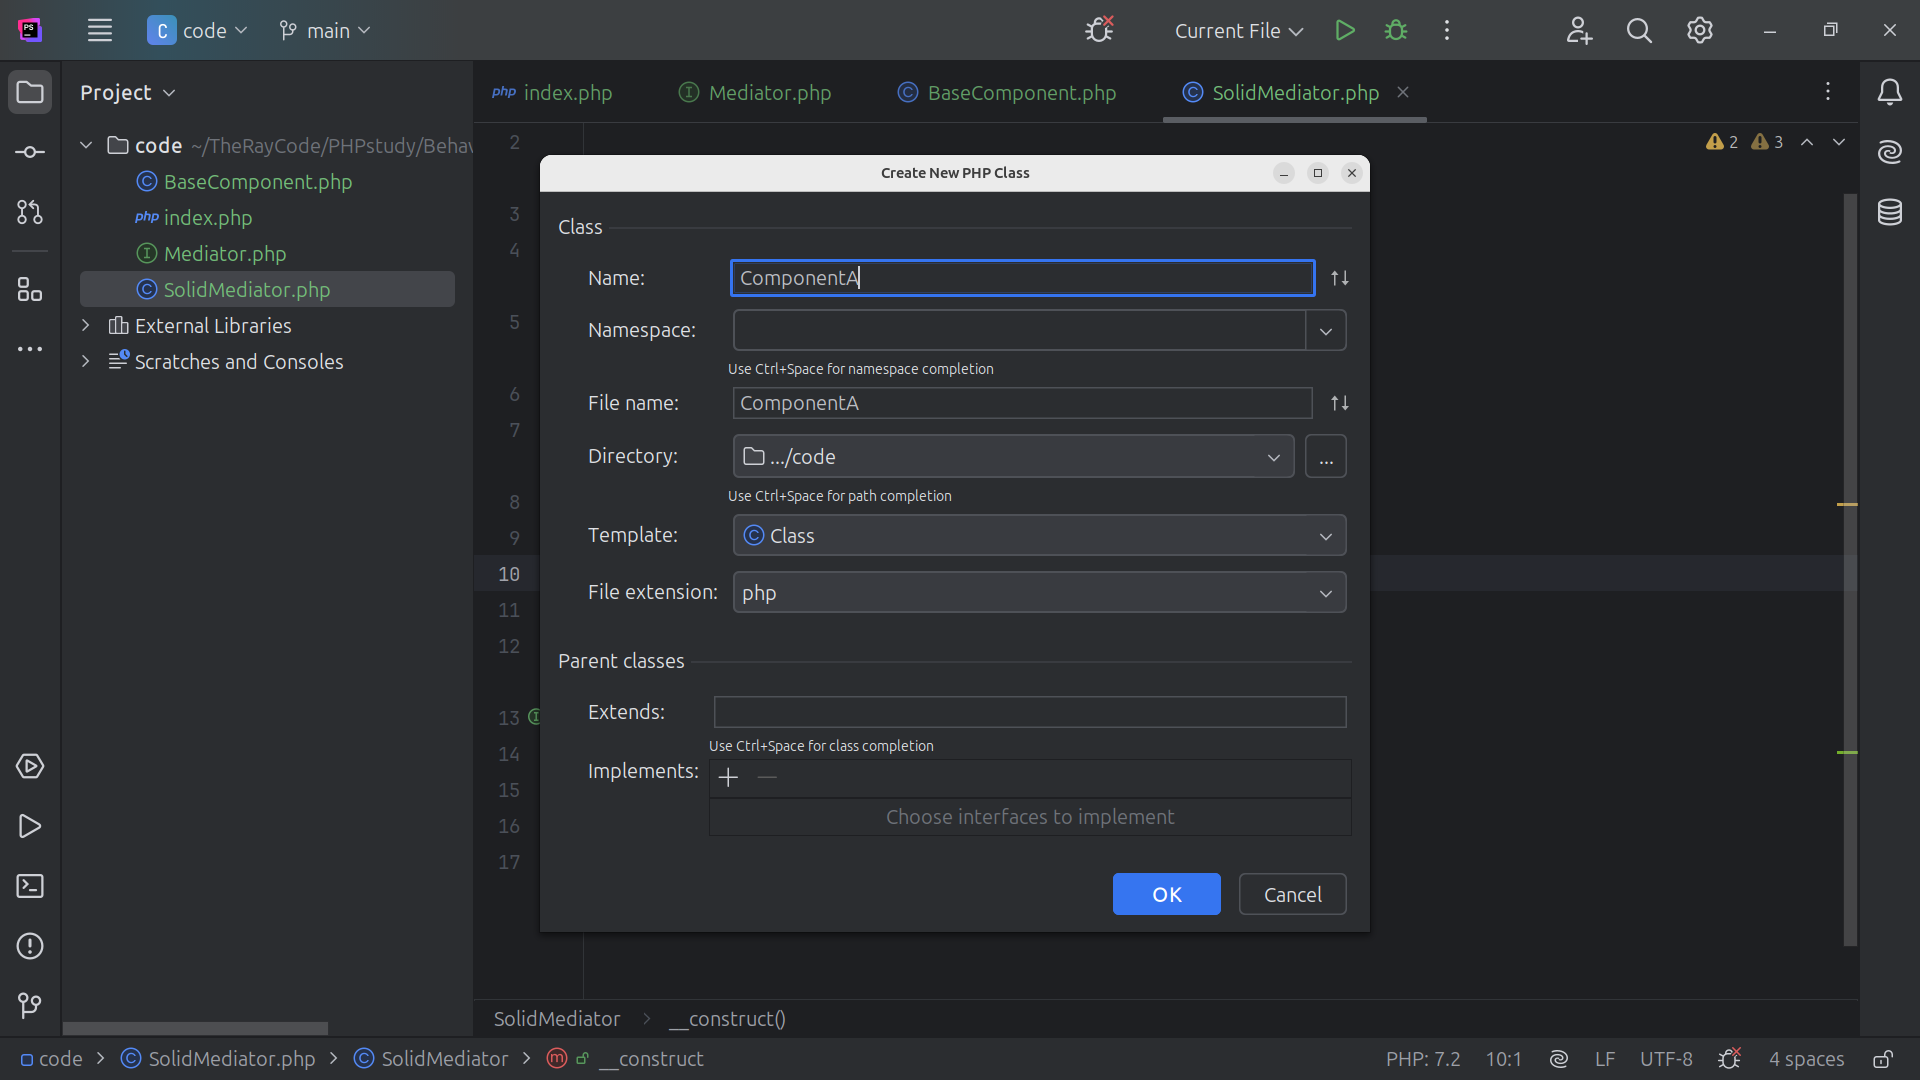 PS
C code
main
Current File
Project
php index.php
Mediator.php
BaseComponent.php
SolidMediator.php
code ~/TheRayCode/PHPstudy/Behav
BaseComponent.php
php index.php
Mediator.php
SolidMediator.php
External Libraries
Scratches and Consoles
2 3
2
3
4
5
6
7
8
9
10
11
12
13
14
15
16
17
Create New PHP Class
Class
Name: ComponentA
Namespace:
Use Ctrl+Space for namespace completion
File name: ComponentA
Directory: .../code ...
Use Ctrl+Space for path completion
Template: Class
File extension: php
Parent classes
Extends:
Use Ctrl+Space for class completion
Implements:
Choose interfaces to implement
OK Cancel
SolidMediator > __construct()
code > SolidMediator.php > SolidMediator > __construct
PHP: 7.2 10:1 LF UTF-8 4 spaces